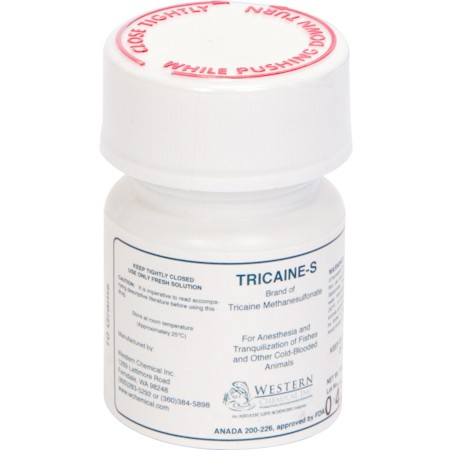 CLOSE TIGHTLY
WHILE PUSHING DOWN TURN
KEEP TIGHTLY CLOSED
USE ONLY FRESH SOLUTION
CAUTION: It is imperative to read accompa-
nying descriptive literature before using this
drug.
Store at room temperature
(Approximately 25°C)
Manufactured by:
Western Chemical Inc.
1269 Lattimore Road
Ferndale, WA 98248
(800)283-5292 or (360)384-5898
www.wchemical.com
10 Grams
TRICAINE-S
Brand of
Tricaine Methanesulfonate
For Anesthesia and
Tranquilization of Fishes
and Other Cold-Blooded
Animals
WESTERN
CHEMICAL INC.
ANADA 200-226, approved by FDA